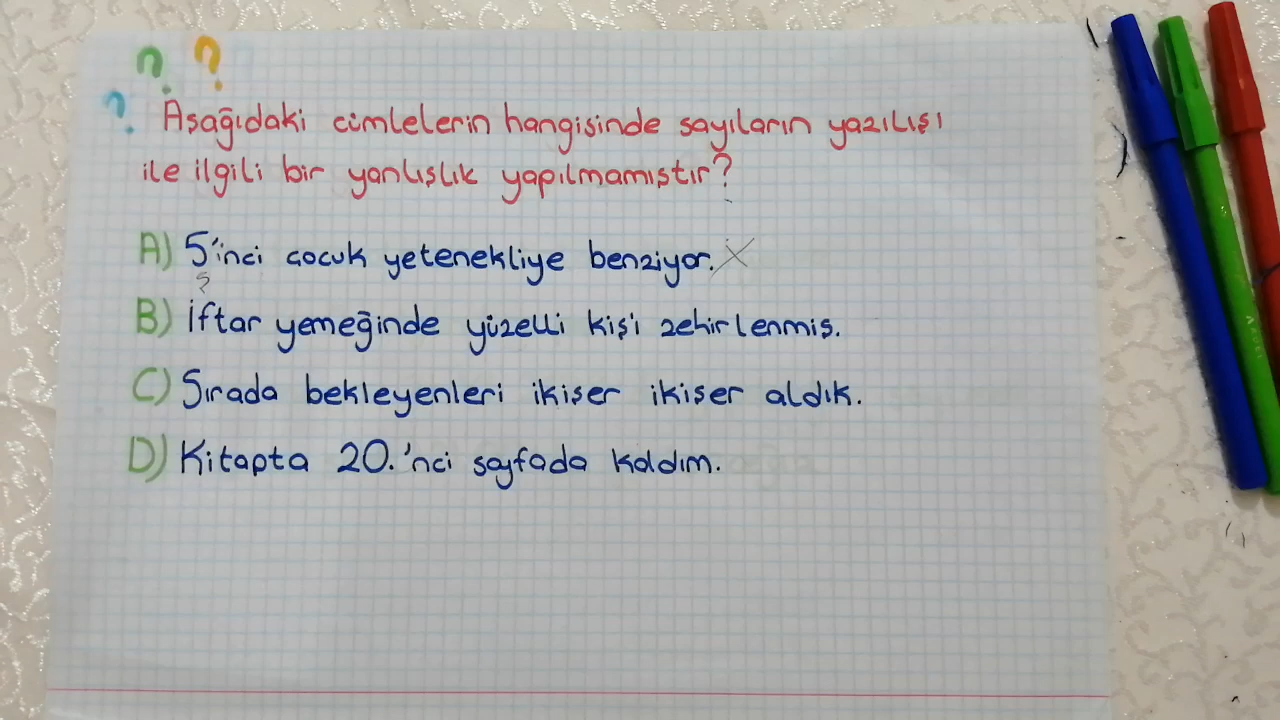 ? ?
? Aşağıdaki cümlelerin hangisinde sayıların yazılışı
ile ilgili bir yanlışlık yapılmamıştır?
A) 5'inci çocuk yetenekliye benziyor. X
?
B) İftar yemeğinde yüzelli kişi zehirlenmiş.
C) Sırada bekleyenleri ikişer ikişer aldık.
D) Kitapta 20.'nci sayfada kaldım.